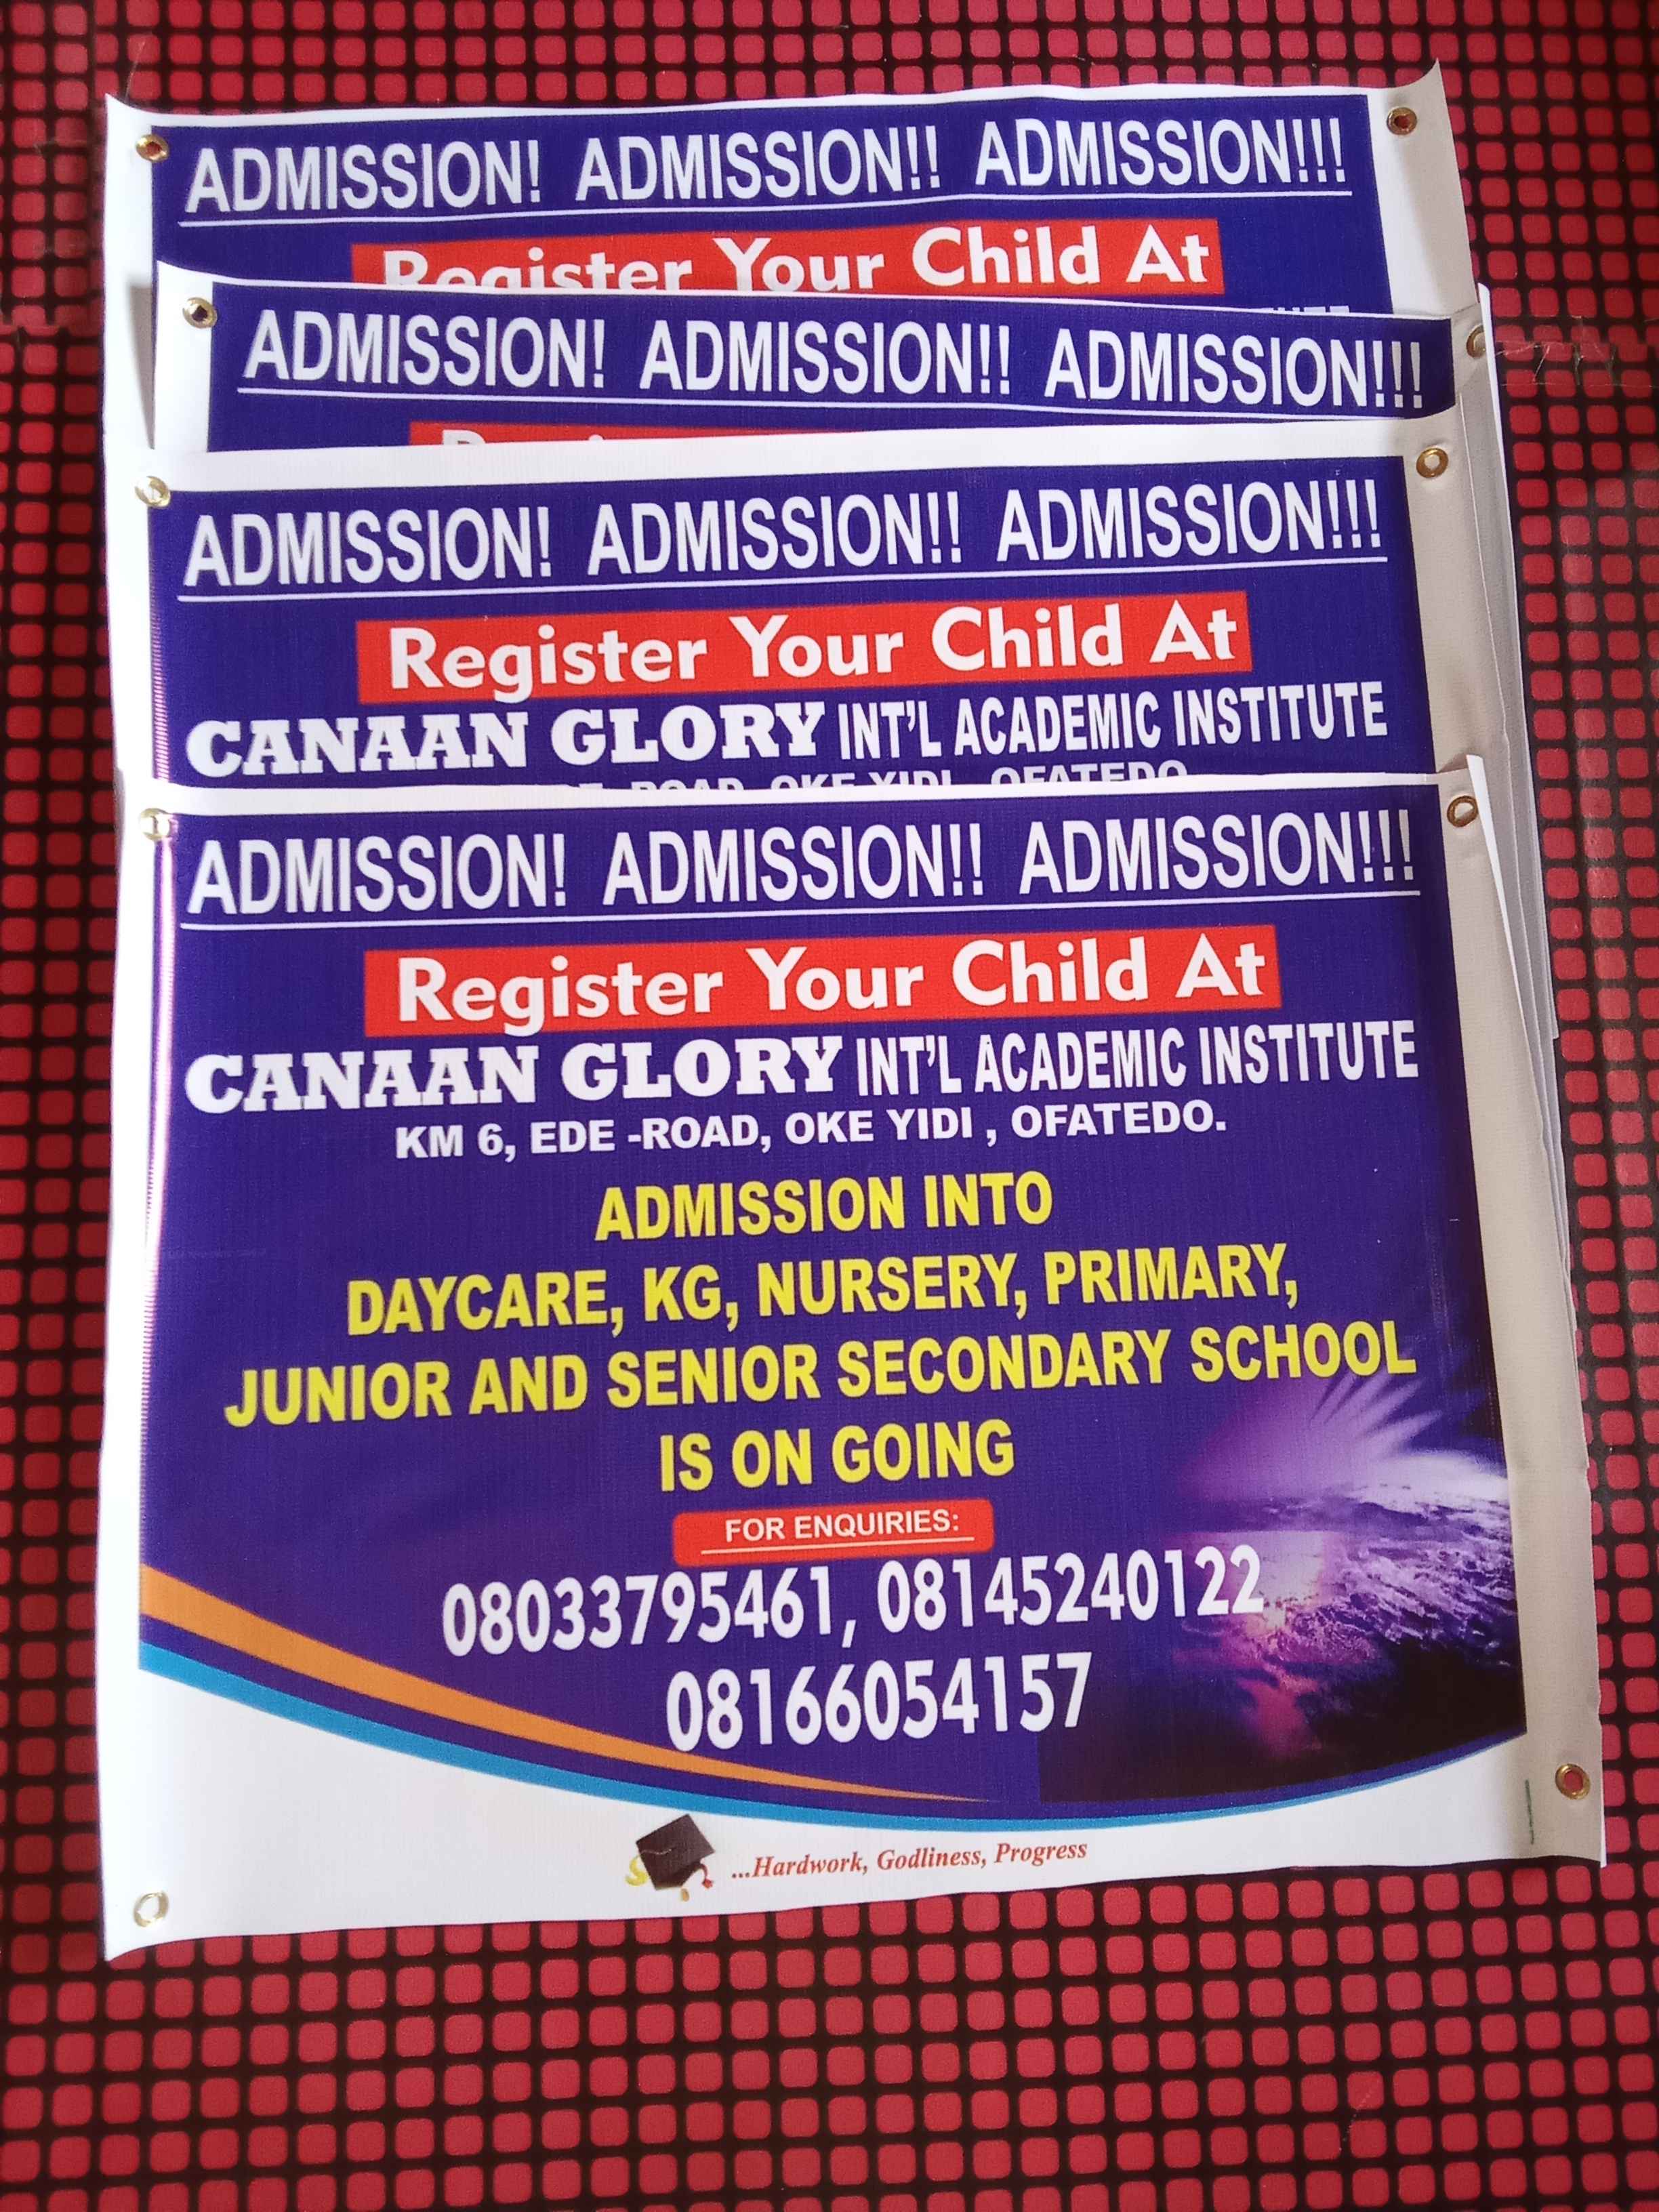 ADMISSION! ADMISSION!! ADMISSION!!!
Register Your Child At
ADMISSION! ADMISSION!! ADMISSION!!!
ADMISSION! ADMISSION!! ADMISSION!!!
Register Your Child At
CANAAN GLORY INT'L ACADEMIC INSTITUTE
ROAD, OKE YIDI, OFATEDO.
ADMISSION! ADMISSION!! ADMISSION!!!
Register Your Child At
CANAAN GLORY INT'L ACADEMIC INSTITUTE
KM 6, EDE -ROAD, OKE YIDI , OFATEDO.
ADMISSION INTO
DAYCARE, KG, NURSERY, PRIMARY,
JUNIOR AND SENIOR SECONDARY SCHOOL
IS ON GOING
FOR ENQUIRIES:
08033795461, 08145240122
08166054157
...Hardwork, Godliness, Progress